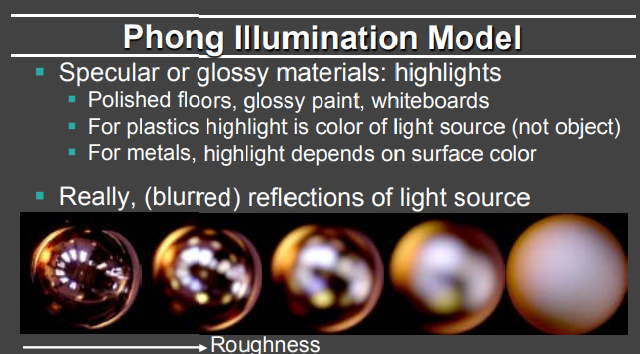 Phong Illumination Model
Specular or glossy materials: highlights
Polished floors, glossy paint, whiteboards
For plastics highlight is color of light source (not object)
For metals, highlight depends on surface color
Really, (blurred) reflections of light source
Roughness